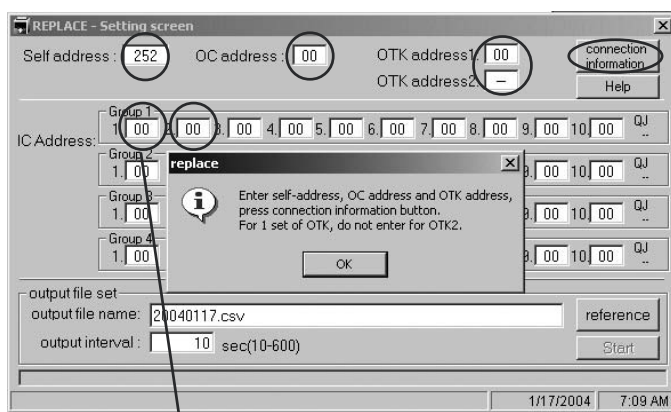 REPLACE - Setting screen
Self address : 252 OC address : 00 OTK address1. 00 connection information
OTK address2. – Help
Group 1
IC Address: 1. 00 2. 00 3. 00 4. 00 5. 00 6. 00 7. 00 8. 00 9. 00 10. 00 QJ --
Group 2
1. 00 9. 00 10. 00 QJ --
Group 3
1. 00 9. 00 10. 00 QJ --
Group 4
1. 00 9. 00 10. 00 QJ --
replace
Enter self-address, OC address and OTK address,
press connection information button.
For 1 set of OTK, do not enter for OTK2.
OK
output file set
output file name: 20040117.csv reference
output interval : 10 sec(10-600) Start
1/17/2004 7:09 AM